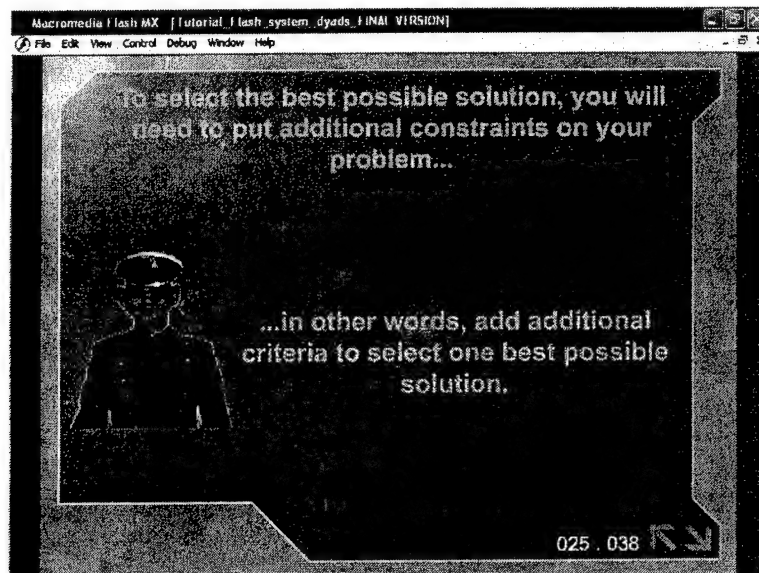 Macromedia Flash MX [Tutorial_Flash_system_dyads_FINAL VERSION]
File Edit View Control Debug Window Help
To select the best possible solution, you will
need to put additional constraints on your
problem...
...in other words, add additional
criteria to select one best possible
solution.
025 . 038